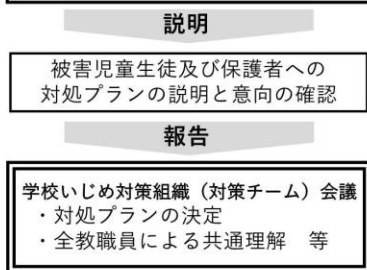 説明
被害児童生徒及び保護者への
対処プランの説明と意向の確認
報告
学校いじめ対策組織（対策チーム）会議
・対処プランの決定
・全教職員による共通理解　等